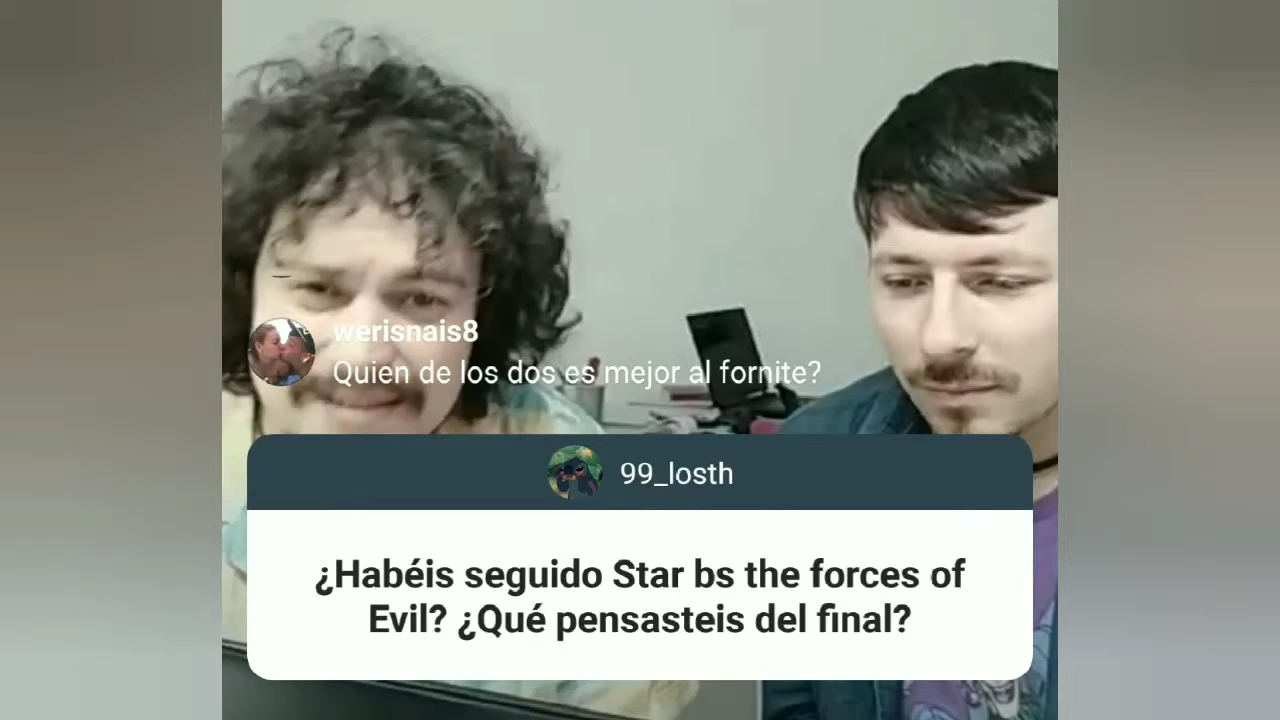 werisnais8
Quien de los dos es mejor al fornite?
99_losth
¿Habéis seguido Star bs the forces of
Evil? ¿Qué pensasteis del final?